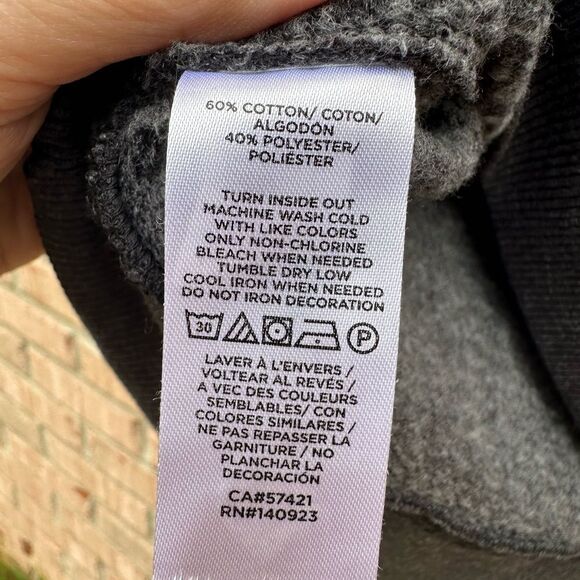 60% COTTON/ COTON/
ALGODÓN
40% POLYESTER/
POLIÉSTER
TURN INSIDE OUT
MACHINE WASH COLD
WITH LIKE COLORS
ONLY NON-CHLORINE
BLEACH WHEN NEEDED
TUMBLE DRY LOW
COOL IRON WHEN NEEDED
DO NOT IRON DECORATION
30 P
LAVER À L'ENVERS /
VOLTEAR AL REVÉS /
A VEC DES COULEURS
SEMBLABLES/ CON
COLORES SIMILARES /
NE PAS REPASSER LA
GARNITURE / NO
PLANCHAR LA
DECORACIÓN
CA#57421
RN#140923